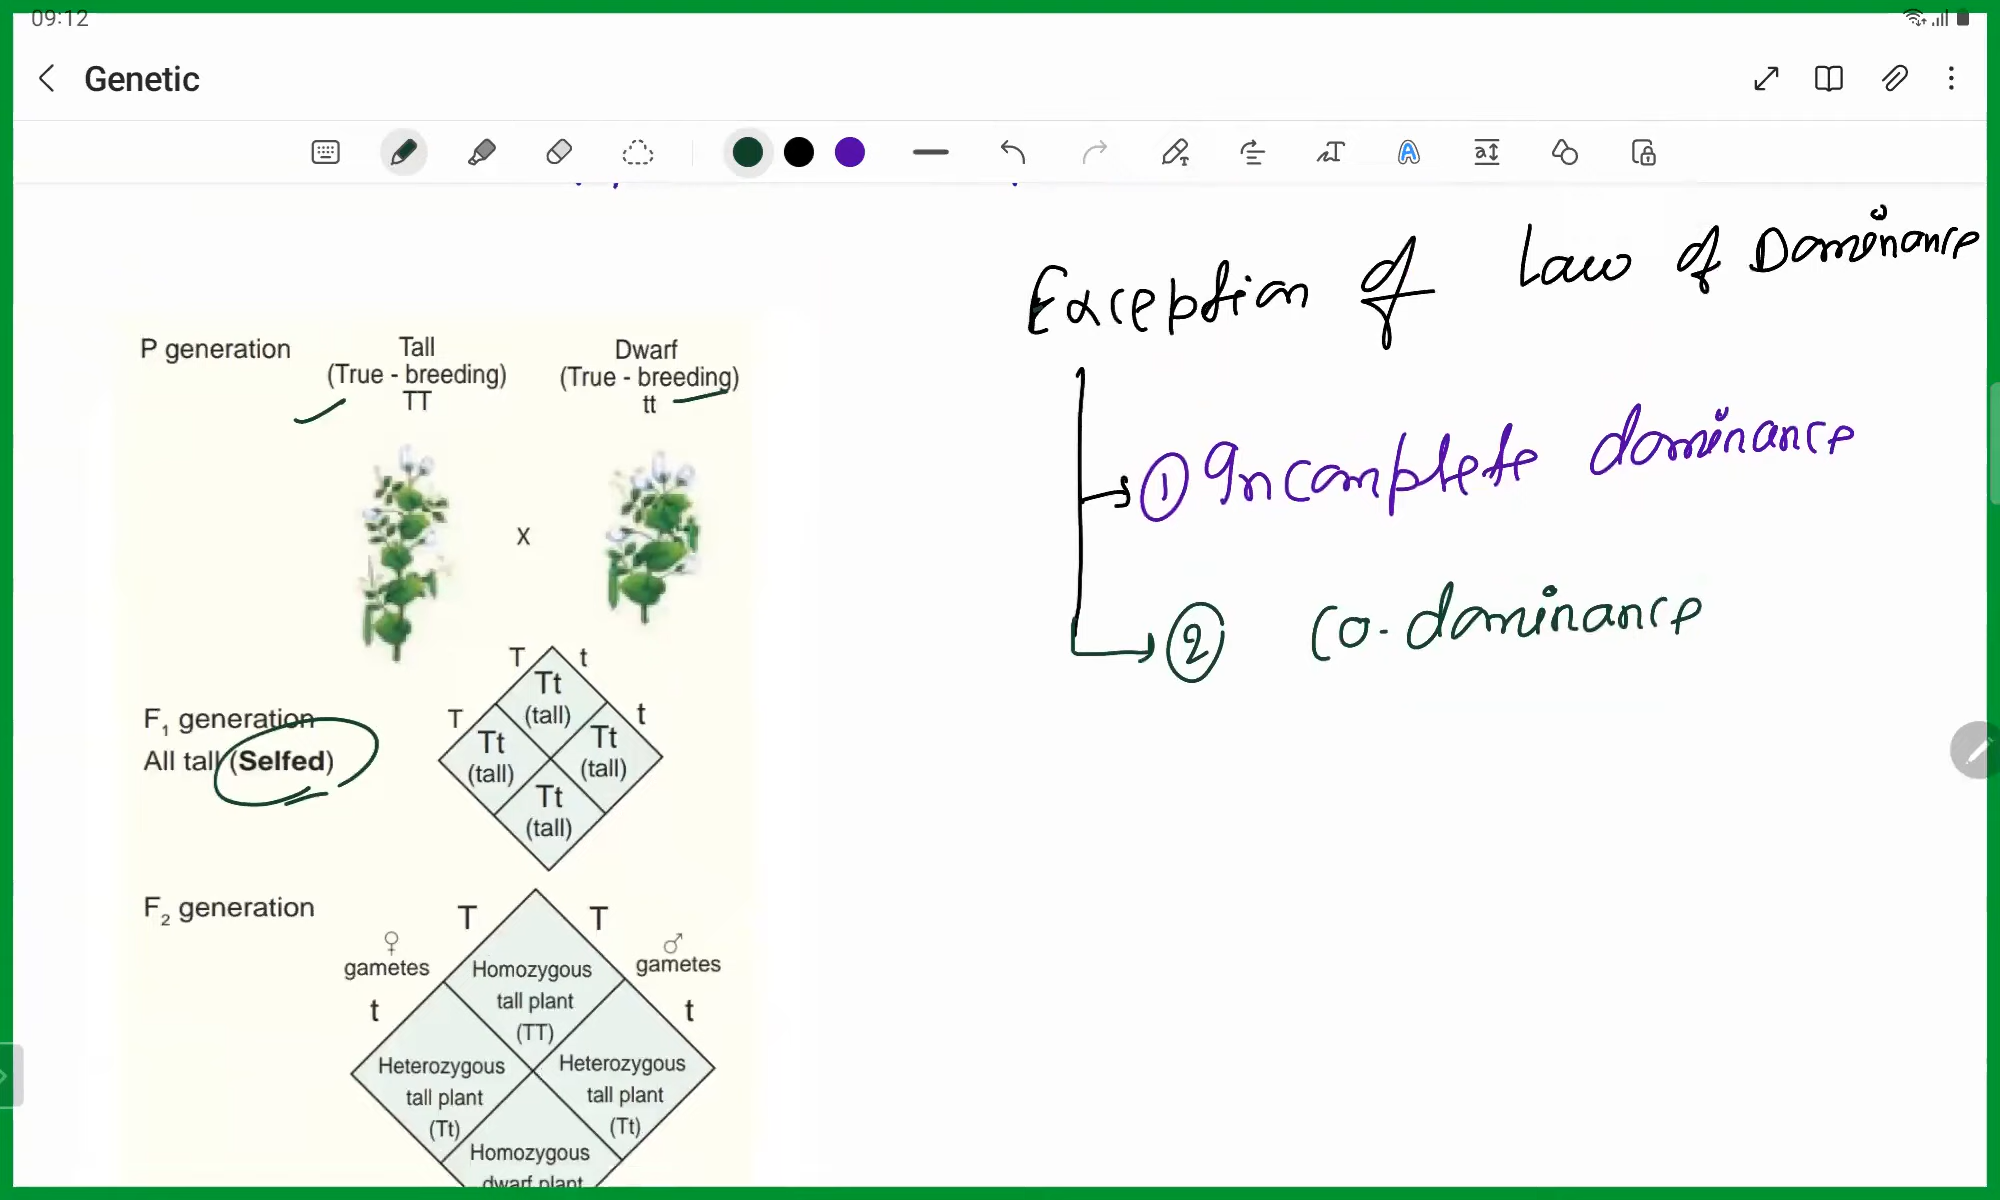 09:12
Genetic
P generation
Tall
(True - breeding)
TT
Dwarf
(True - breeding)
tt
x
T t
Tt
(tall)
T t
Tt
(tall)
Tt
(tall)
Tt
(tall)
F₁ generation
All tall (Selfed)
F₂ generation
T T
♀
gametes
♂
gametes
t t
Homozygous
tall plant
(TT)
Heterozygous
tall plant
(Tt)
Heterozygous
tall plant
(Tt)
Homozygous
dwarf plant
Exception of Law of Dominance
① Incomplete dominance
② Co-dominance